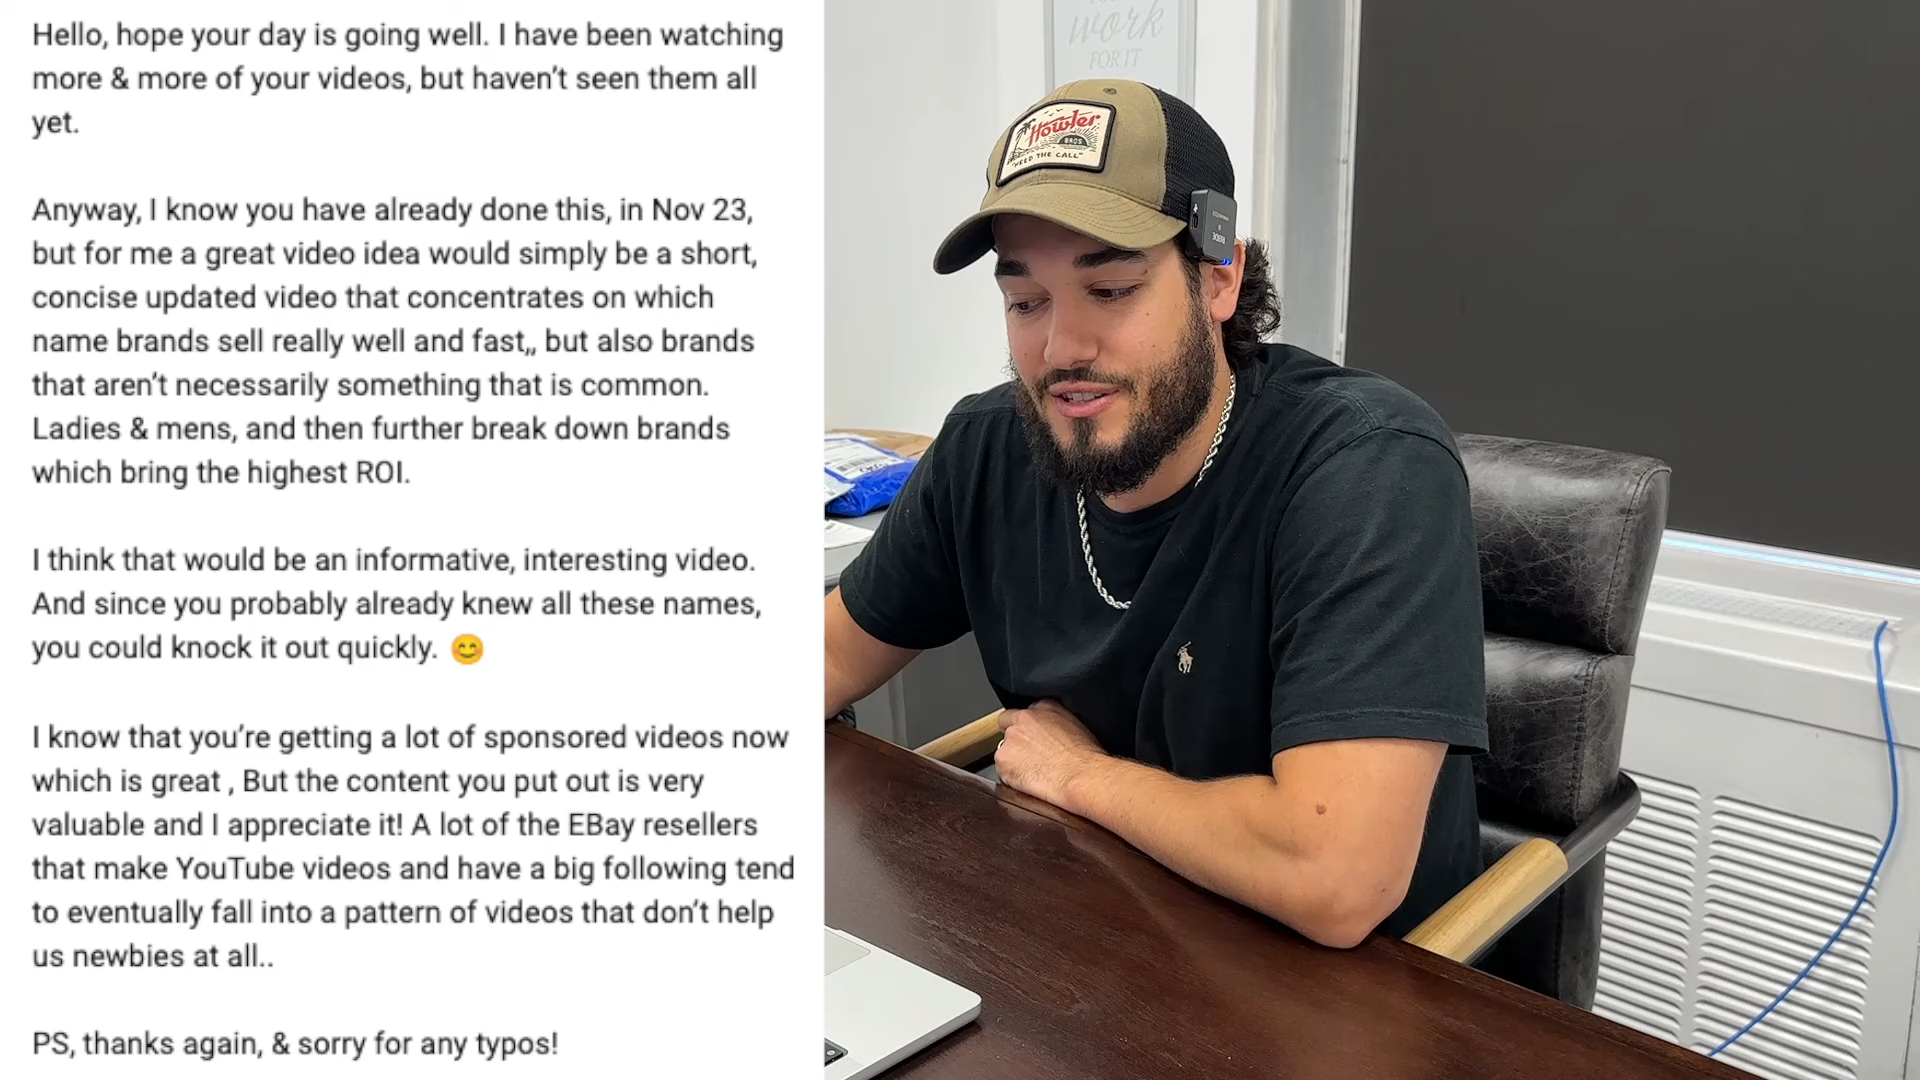 Hello, hope your day is going well. I have been watching
more & more of your videos, but haven't seen them all
yet.
Anyway, I know you have already done this, in Nov 23,
but for me a great video idea would simply be a short,
concise updated video that concentrates on which
name brands sell really well and fast,, but also brands
that aren't necessarily something that is common.
Ladies & mens, and then further break down brands
which bring the highest ROI.
I think that would be an informative, interesting video.
And since you probably already knew all these names,
you could knock it out quickly. 😊
I know that you're getting a lot of sponsored videos now
which is great , But the content you put out is very
valuable and I appreciate it! A lot of the EBay resellers
that make YouTube videos and have a big following tend
to eventually fall into a pattern of videos that don't help
us newbies at all..
PS, thanks again, & sorry for any typos!
work
FOR IT
Howler
BROS
"HEED THE CALL"
RØDE